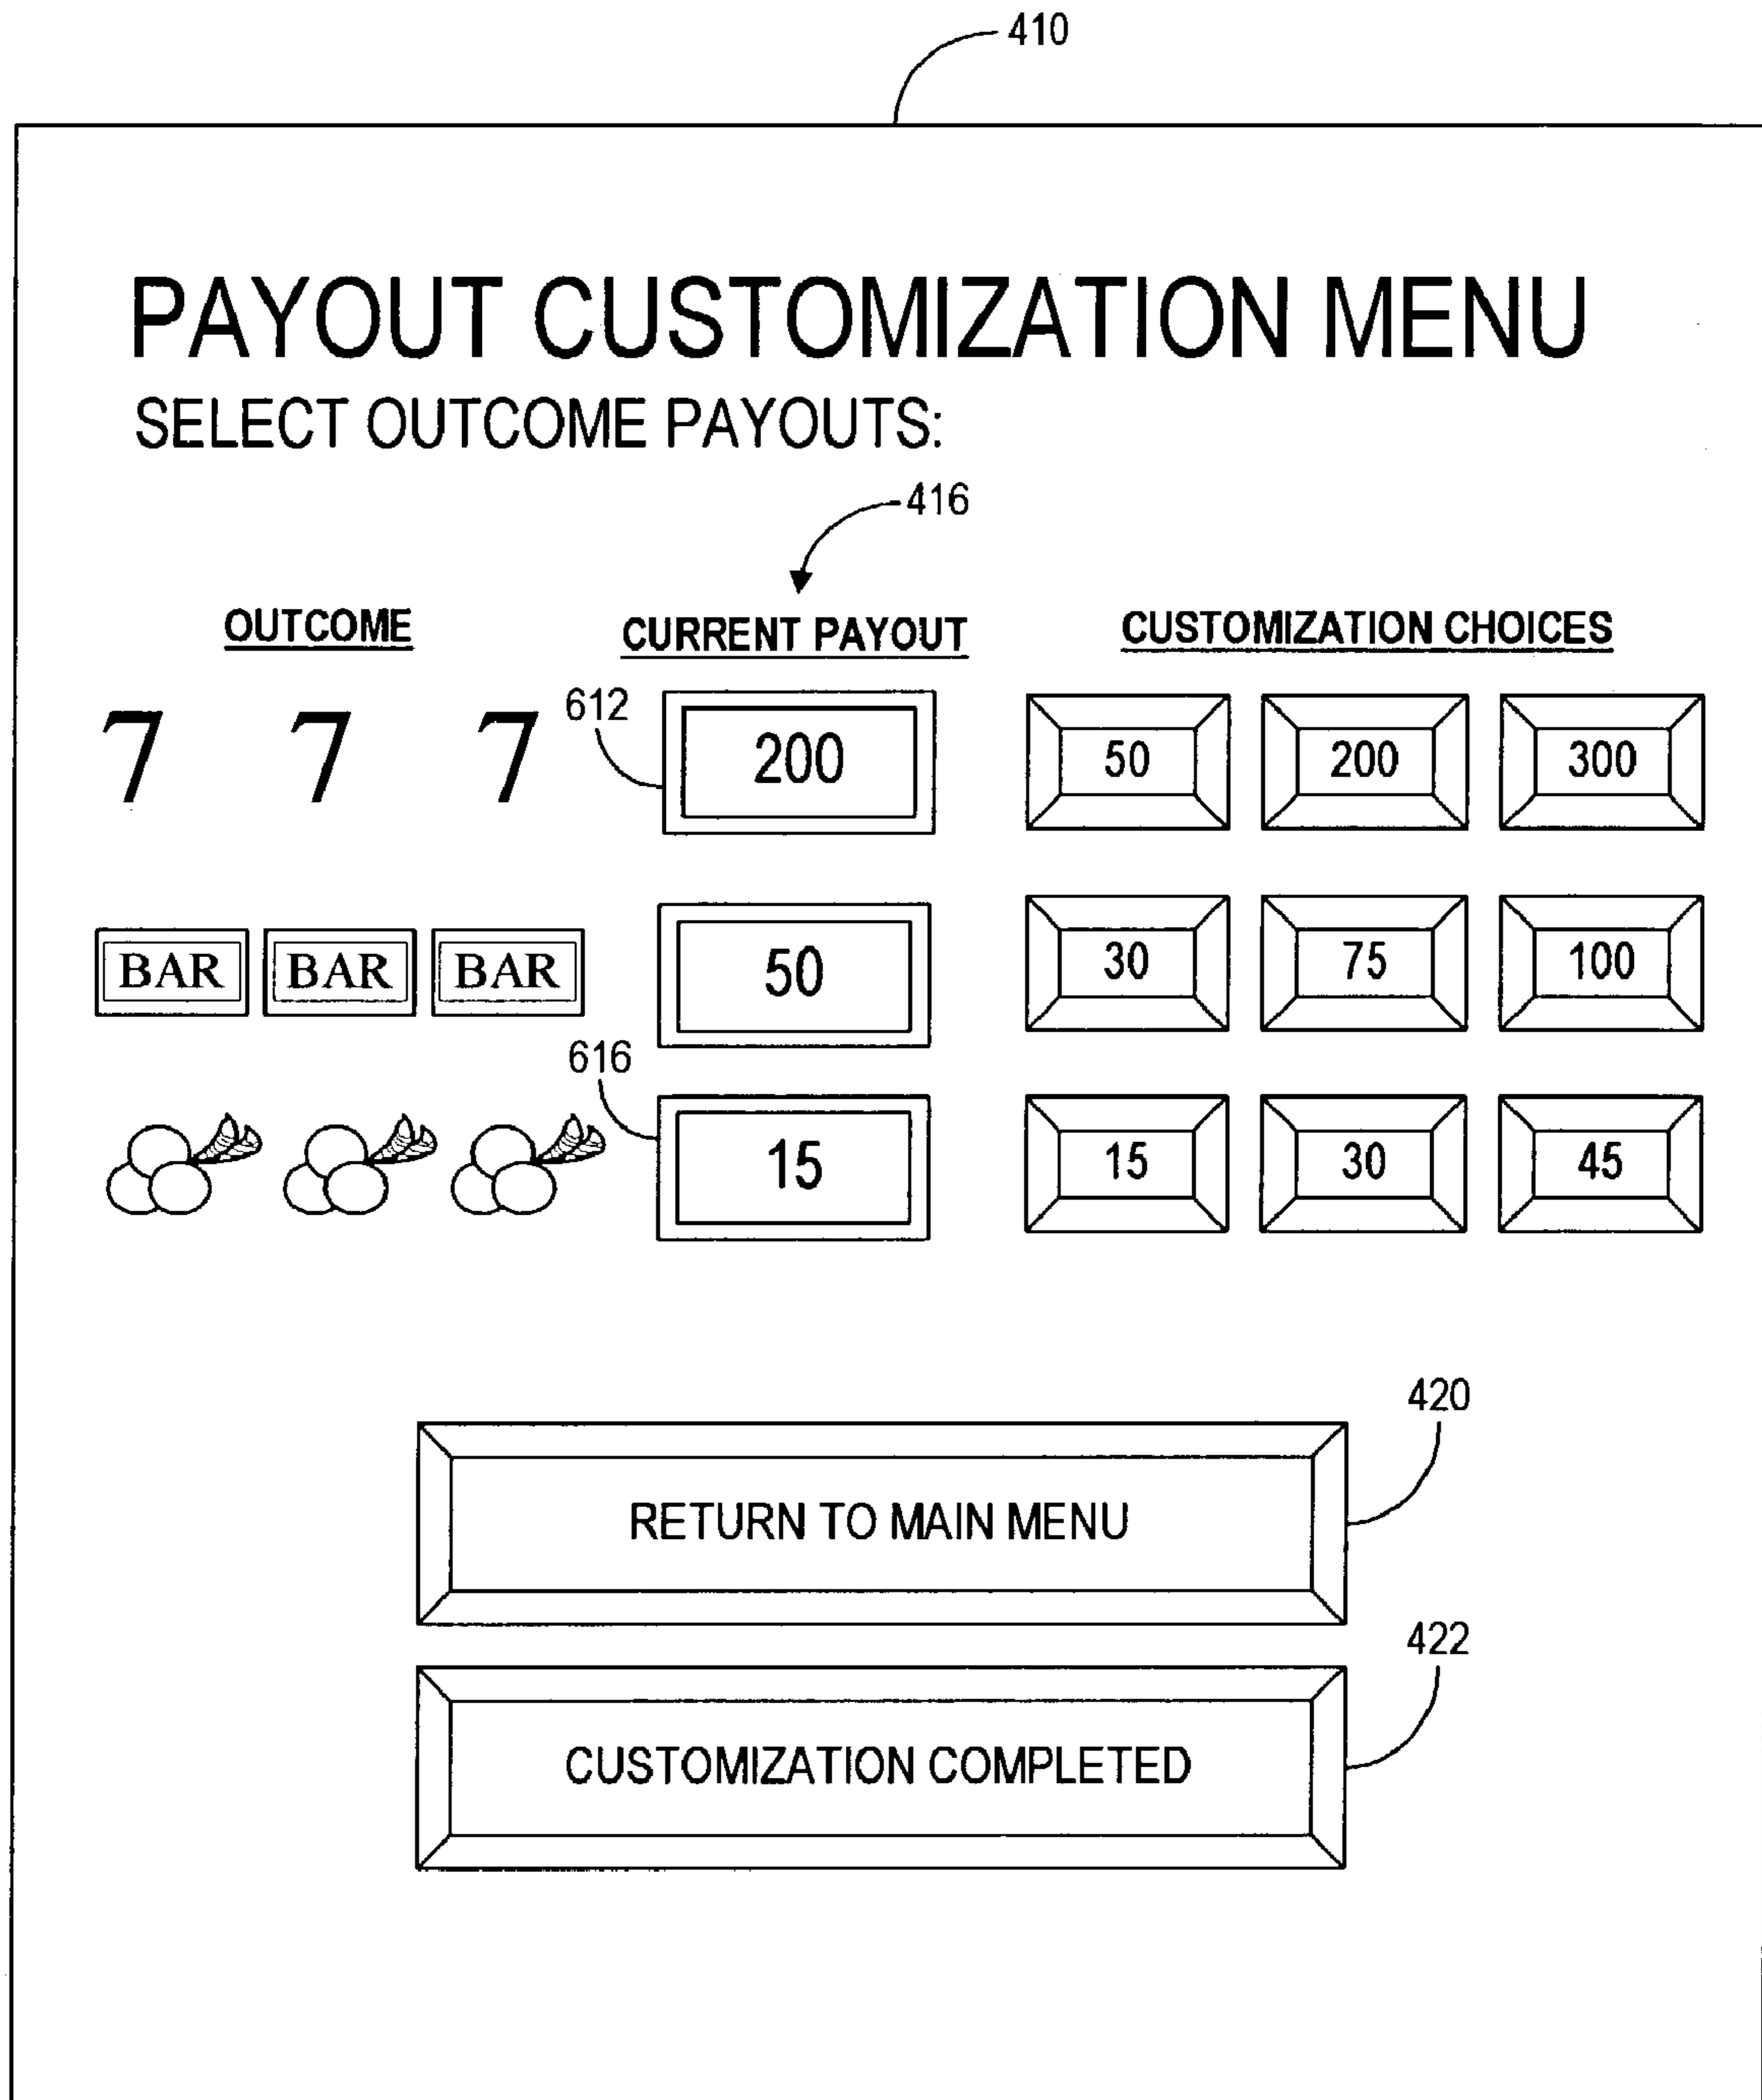 410
PAYOUT CUSTOMIZATION MENU
SELECT OUTCOME PAYOUTS:
416
OUTCOME CURRENT PAYOUT CUSTOMIZATION CHOICES
612
7 7 7 200 50 200 300
BAR BAR BAR 50 30 75 100
616
15 15 30 45
420
RETURN TO MAIN MENU
422
CUSTOMIZATION COMPLETED